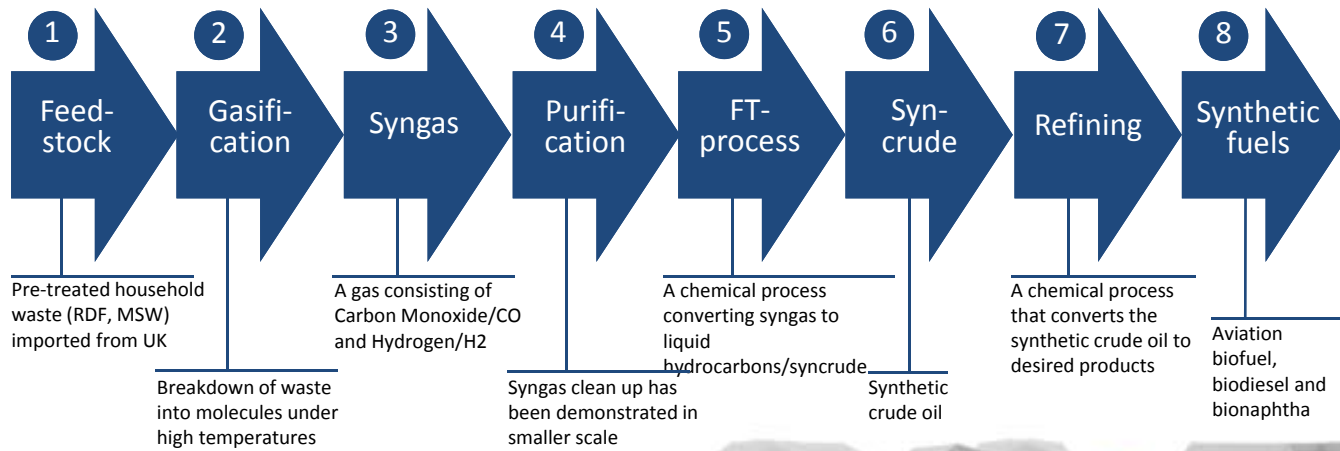 1
Feed-
stock
Pre-treated household
waste (RDF, MSW)
imported from UK
2
Gasifi-
cation
Breakdown of waste
into molecules under
high temperatures
3
Syngas
A gas consisting of
Carbon Monoxide/CO
and Hydrogen/H2
4
Purifi-
cation
Syngas clean up has
been demonstrated in
smaller scale
5
FT-
process
A chemical process
converting syngas to
liquid
hydrocarbons/syncrude
6
Syn-
crude
Synthetic
crude oil
7
Refining
A chemical process
that converts the
synthetic crude oil to
desired products
8
Synthetic
fuels
Aviation
biofuel,
biodiesel and
bionaphtha